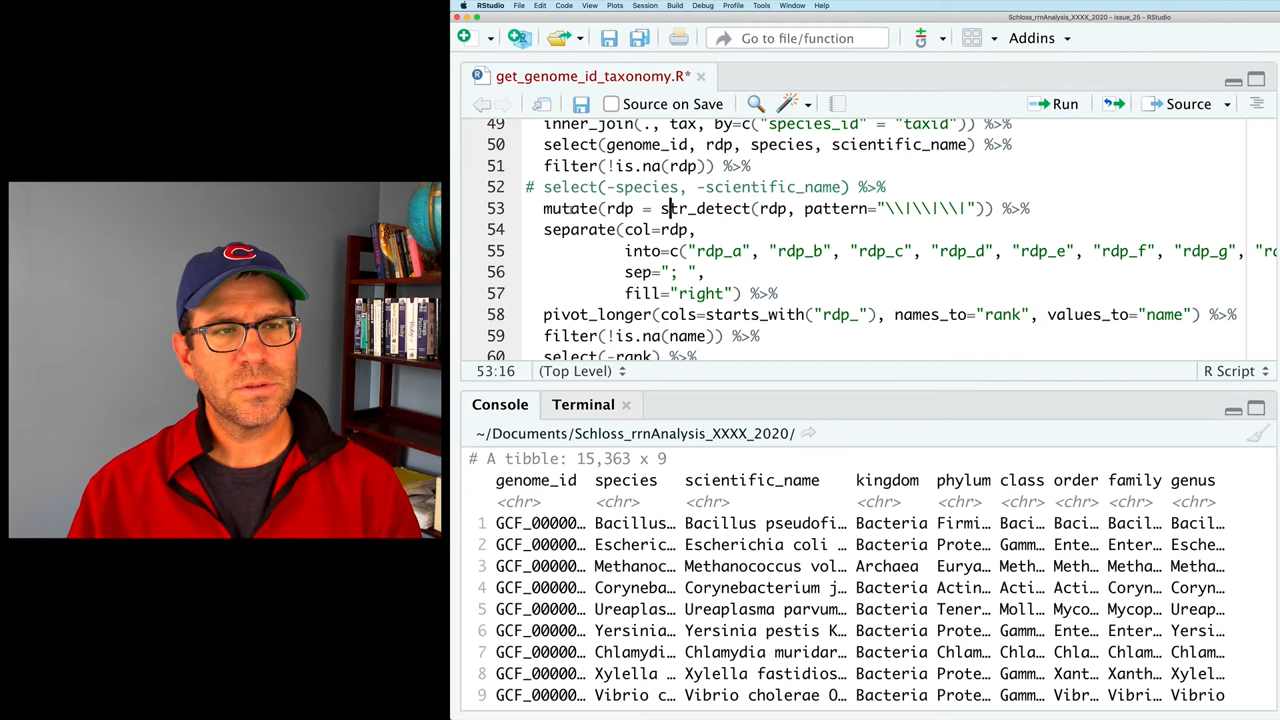 RStudio File Edit Code View Plots Session Build Debug Profile Tools Window Help
Schloss_rrnAnalysis_XXXX_2020 - issue_25 - RStudio
Go to file/function
Addins
get_genome_id_taxonomy.R*
Source on Save
Run
Source
49 inner_join(., tax, by=c("species_id" = "taxid")) %>%
50 select(genome_id, rdp, species, scientific_name) %>%
51 filter(!is.na(rdp)) %>%
52 # select(-species, -scientific_name) %>%
53 mutate(rdp = str_detect(rdp, pattern="\\|\\|\\|")) %>%
54 separate(col=rdp,
55 into=c("rdp_a", "rdp_b", "rdp_c", "rdp_d", "rdp_e", "rdp_f", "rdp_g",
56 sep="; ",
57 fill="right") %>%
58 pivot_longer(cols=starts_with("rdp_"), names_to="rank", values_to="name") %>%
59 filter(!is.na(name)) %>%
60 select(-rank) %>%
53:16 (Top Level) R Script
Console Terminal
~/Documents/Schloss_rrnAnalysis_XXXX_2020/
# A tibble: 15,363 x 9
genome_id species scientific_name kingdom phylum class order family genus
<chr> <chr> <chr> <chr> <chr> <chr> <chr> <chr> <chr>
1 GCF_00000… Bacillus… Bacillus pseudofi… Bacteria Firmi… Baci… Baci… Bacil… Bacil…
2 GCF_00000… Escheric… Escherichia coli … Bacteria Prote… Gamm… Ente… Enter… Esche…
3 GCF_00000… Methanoc… Methanococcus vol… Archaea Eurya… Meth… Meth… Metha… Metha…
4 GCF_00000… Coryneba… Corynebacterium j… Bacteria Actin… Acti… Acti… Coryn… Coryn…
5 GCF_00000… Ureaplas… Ureaplasma parvum… Bacteria Tener… Moll… Myco… Mycop… Ureap…
6 GCF_00000… Yersinia… Yersinia pestis K… Bacteria Prote… Gamm… Ente… Enter… Yersi…
7 GCF_00000… Chlamydi… Chlamydia muridar… Bacteria Chlam… Chla… Chla… Chlam… Chlam…
8 GCF_00000… Xylella … Xylella fastidios… Bacteria Prote… Gamm… Xant… Xanth… Xylel…
9 GCF_00000… Vibrio c… Vibrio cholerae O… Bacteria Prote… Gamm… Vibr… Vibri… Vibrio